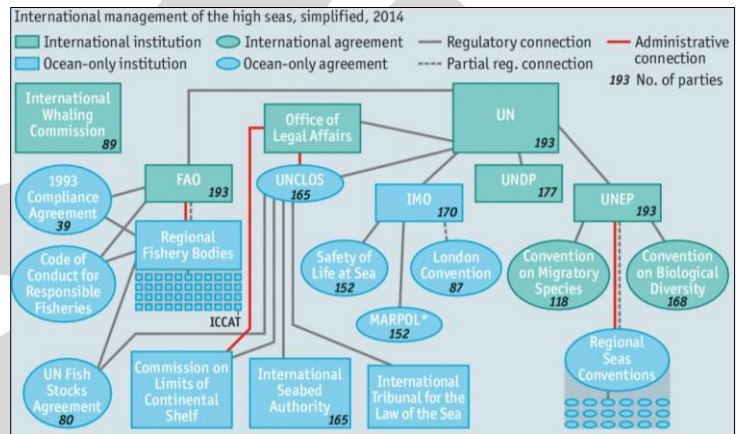 International management of the high seas, simplified, 2014
International institution
International agreement
Regulatory connection
Administrative
connection
Ocean-only institution
Ocean-only agreement
Partial reg. connection
193 No. of parties
International
Whaling
Commission
89
Office of
Legal Affairs
UN
193
1993
Compliance
Agreement
39
FAO
193
UNCLOS
165
IMO
170
UNDP
177
UNEP
193
Code of
Conduct for
Responsible
Fisheries
Regional
Fishery Bodies
ICCAT
Safety of
Life at Sea
152
London
Convention
87
MARPOL*
152
Convention
on Migratory
Species
118
Convention
on Biological
Diversity
168
UN Fish
Stocks
Agreement
80
Commission on
Limits of
Continental
Shelf
International
Seabed
Authority
165
International
Tribunal for the
Law of the Sea
Regional
Seas
Conventions